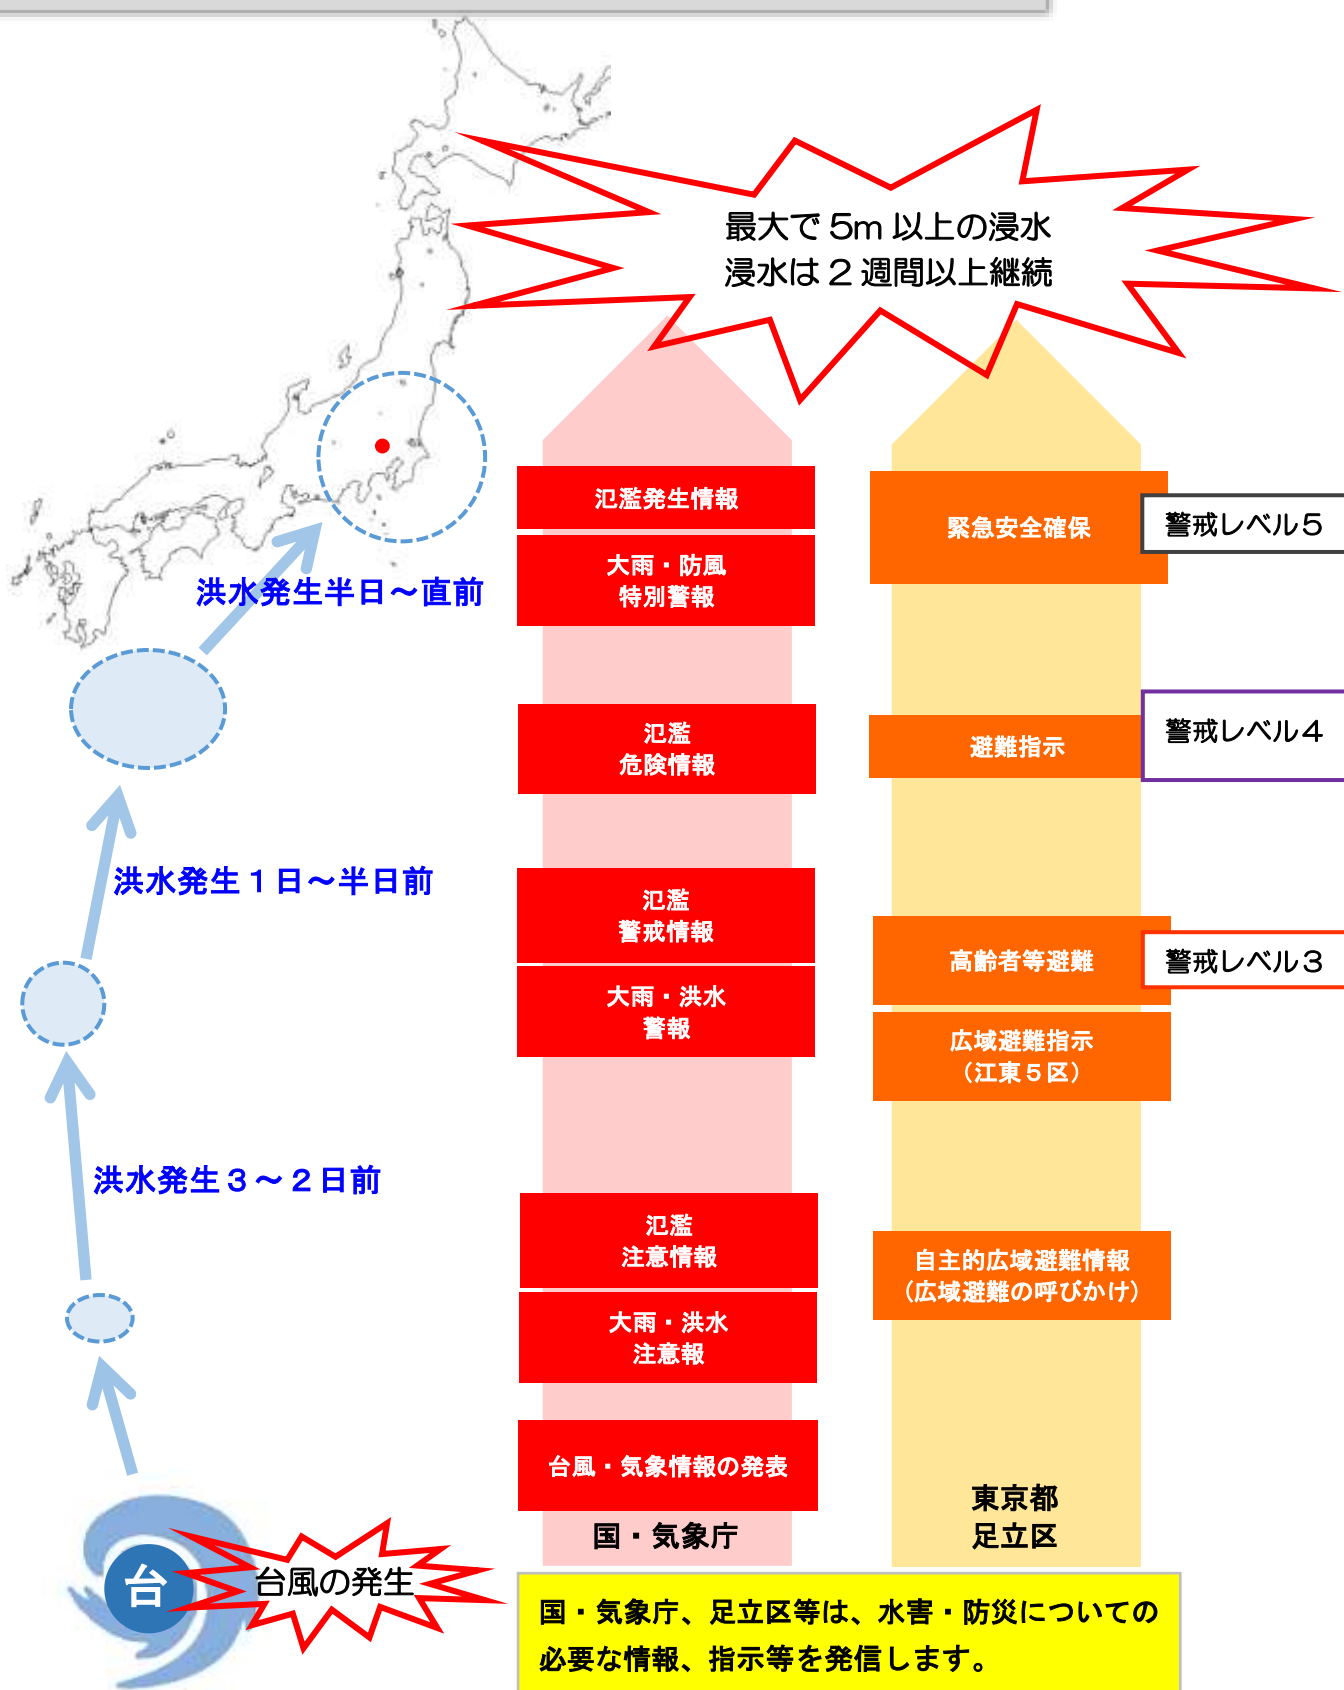 最大で5m以上の浸水
浸水は2週間以上継続
氾濫発生情報
緊急安全確保
警戒レベル5
大雨・防風
特別警報
洪水発生半日～直前
氾濫
危険情報
避難指示
警戒レベル4
洪水発生1日～半日前
氾濫
警戒情報
高齢者等避難
警戒レベル3
大雨・洪水
警報
広域避難指示
(江東5区)
洪水発生3～2日前
氾濫
注意情報
自主的広域避難情報
(広域避難の呼びかけ)
大雨・洪水
注意報
台風・気象情報の発表
国・気象庁
東京都
足立区
台
台風の発生
国・気象庁、足立区等は、水害・防災についての
必要な情報、指示等を発信します。